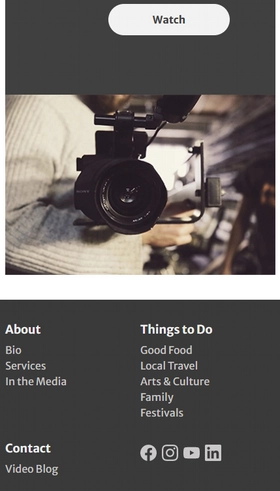 Watch
About
Bio
Services
In the Media
Things to Do
Good Food
Local Travel
Arts & Culture
Family
Festivals
Contact
Video Blog